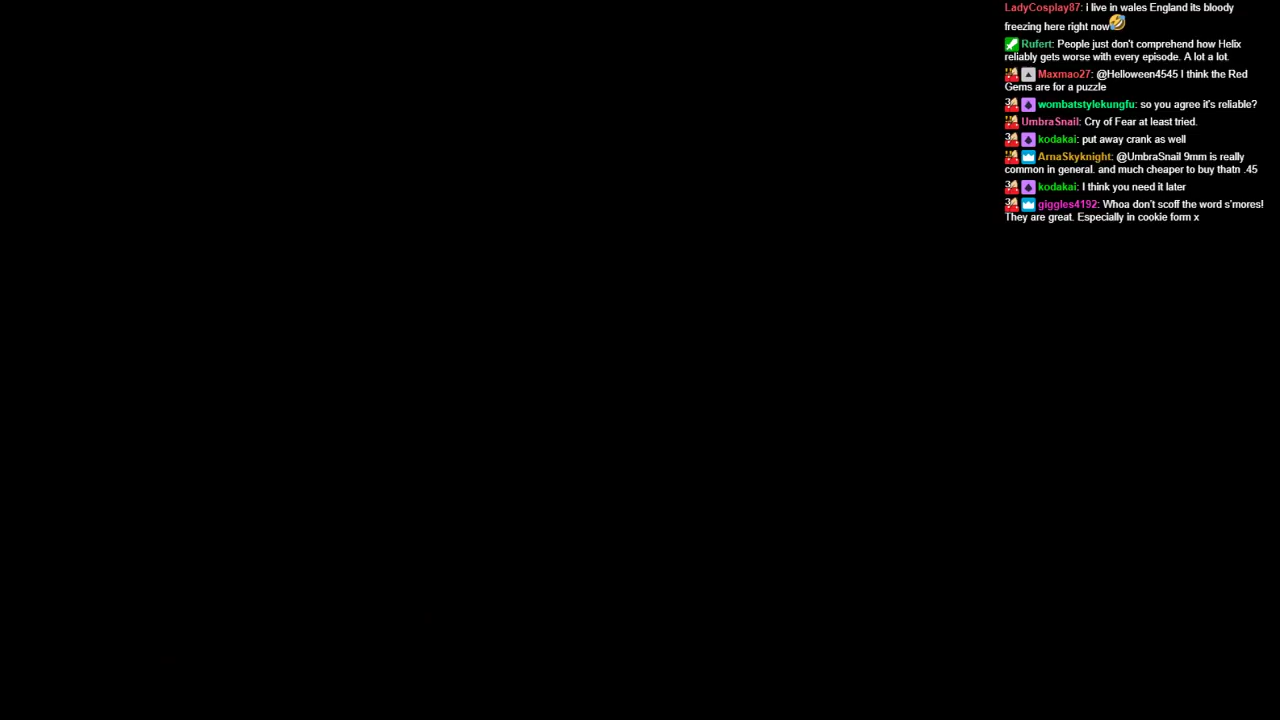 LadyCosplay87: i live in wales England its bloody
freezing here right now🤣
Rufert: People just don't comprehend how Helix
reliably gets worse with every episode. A lot a lot.
Maxmao27: @Helloween4545 I think the Red
Gems are for a puzzle
wombatstylekungfu: so you agree it's reliable?
UmbraSnail: Cry of Fear at least tried.
kodakai: put away crank as well
ArnaSkyknight: @UmbraSnail 9mm is really
common in general. and much cheaper to buy thatn .45
kodakai: I think you need it later
giggles4192: Whoa don't scoff the word s'mores!
They are great. Especially in cookie form x